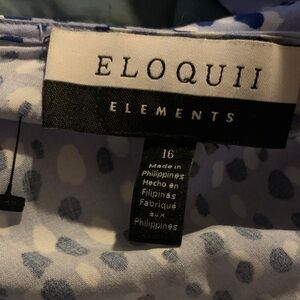 ELOQUII
ELEMENTS
16
Made in
Philippines
Hecho en
Filipinas
Fabriqué
aux
Philippines